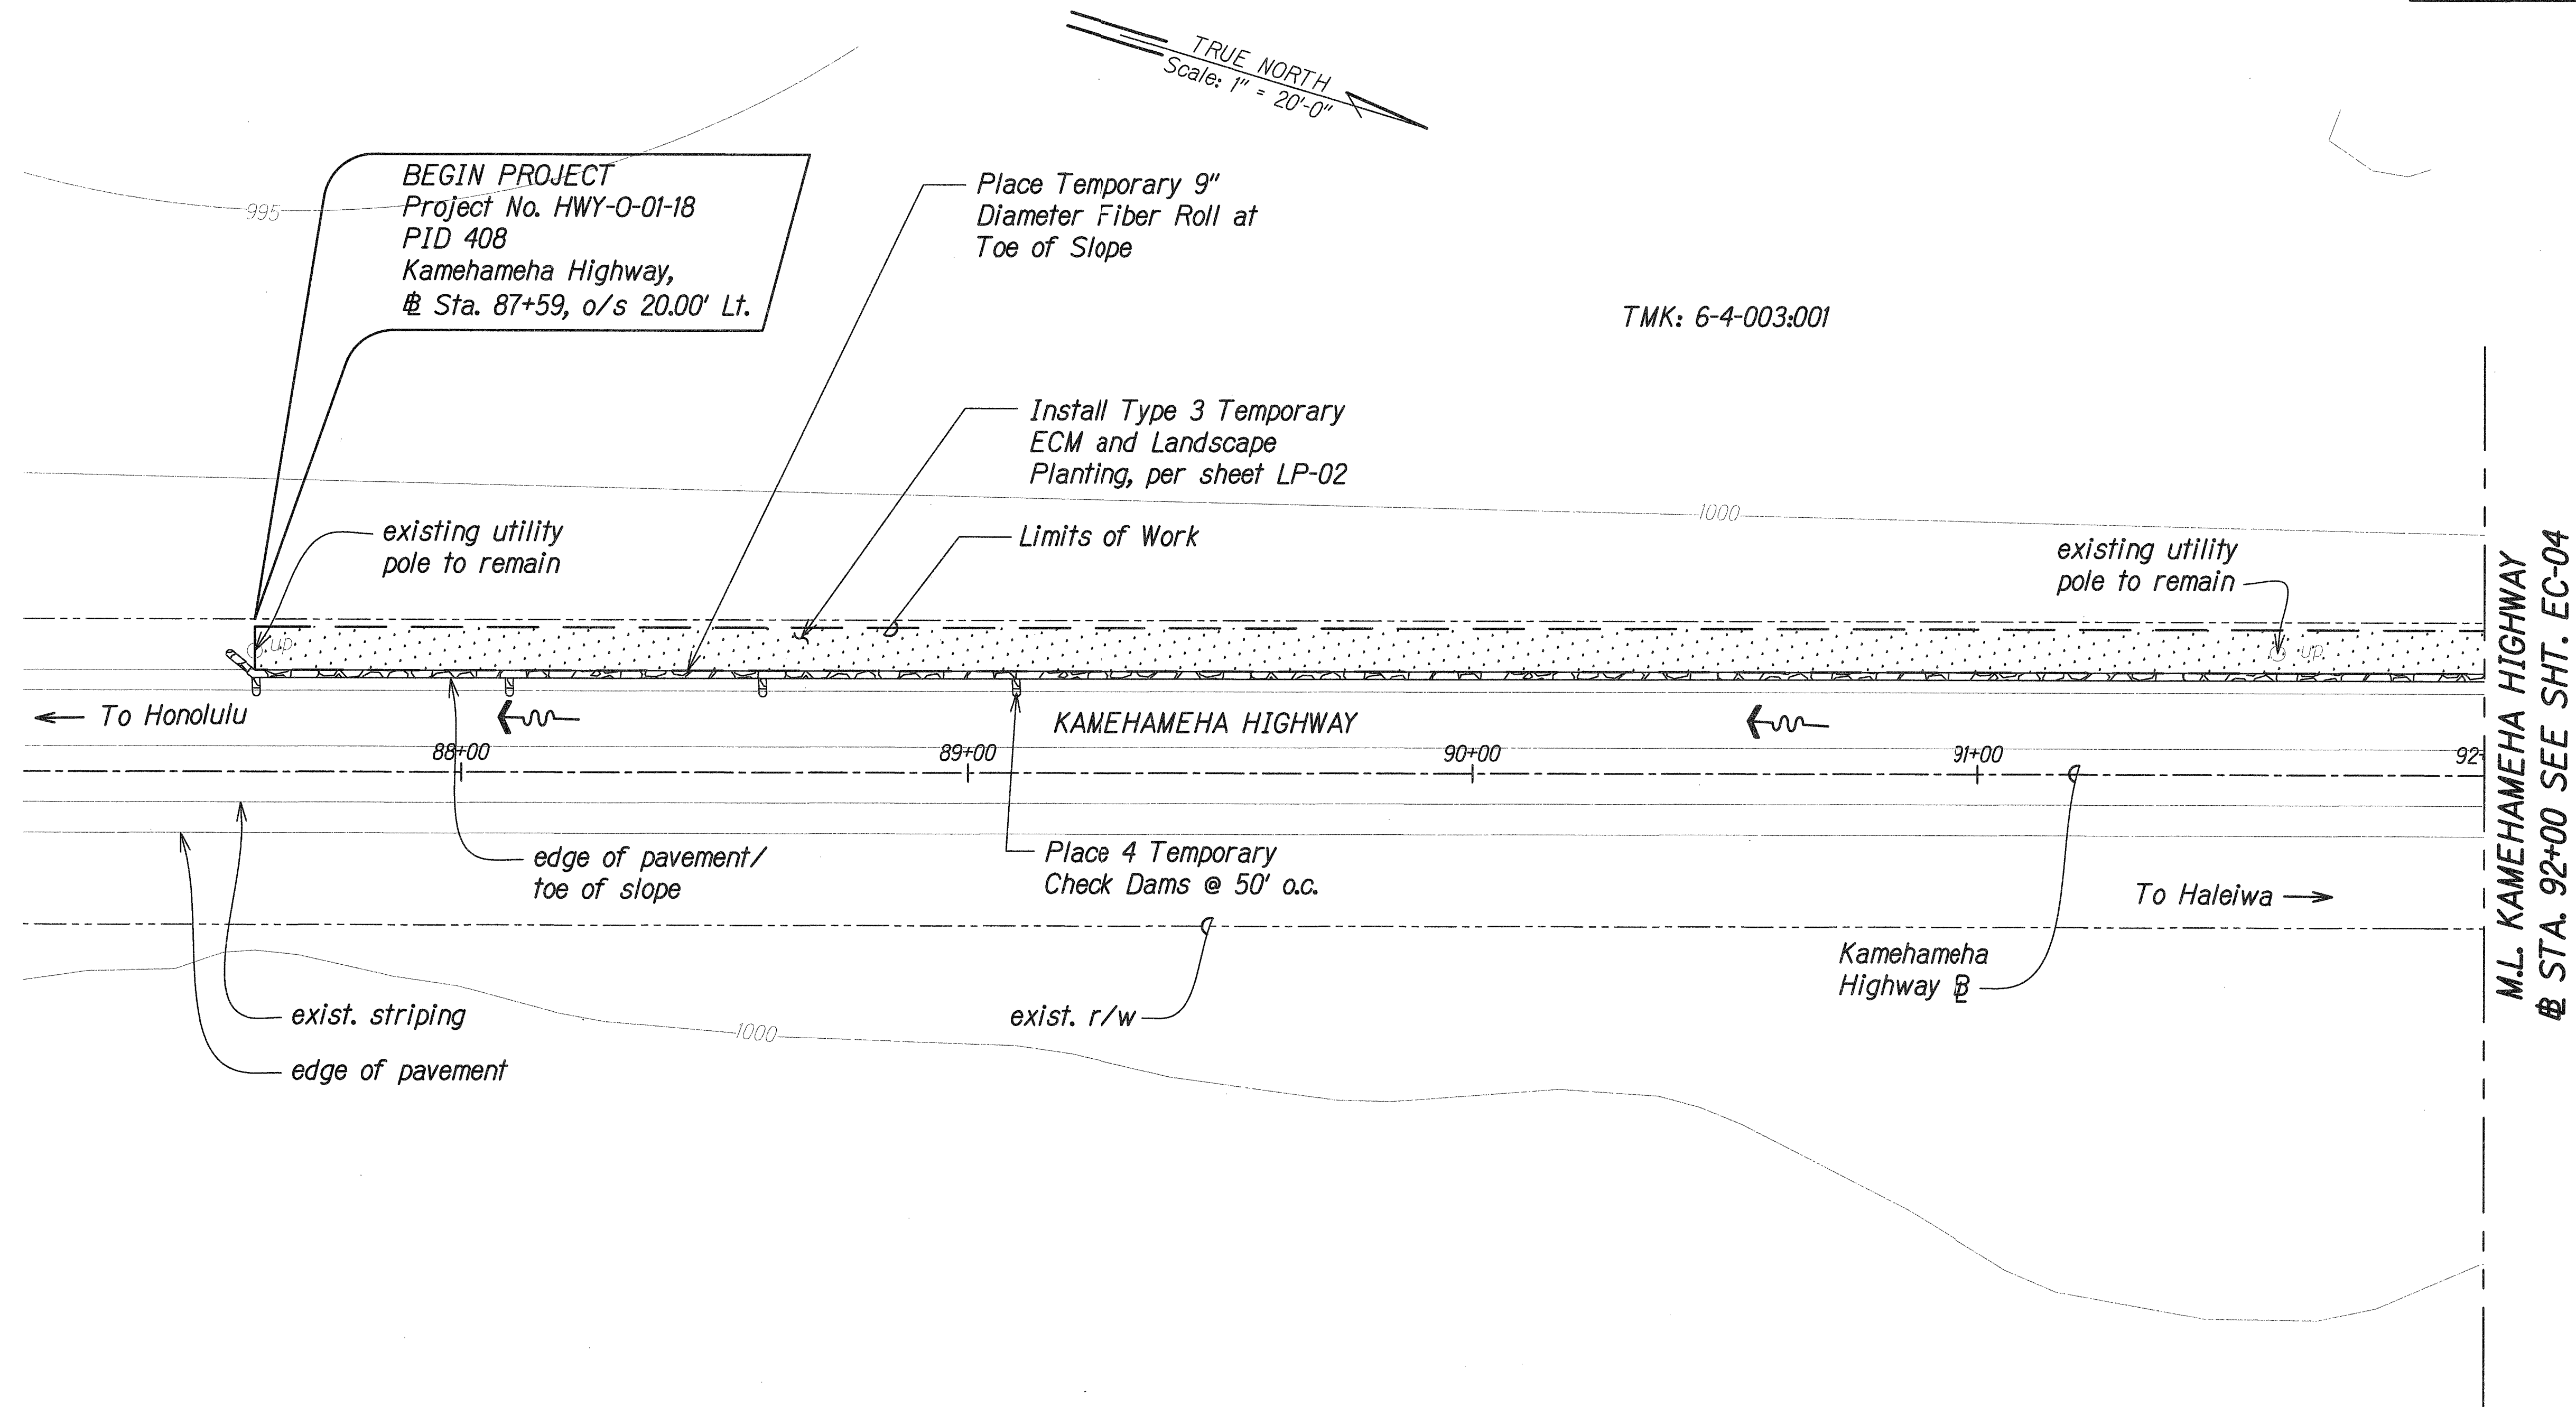 TRUE NORTH
Scale: 1" = 20'-0"
BEGIN PROJECT
Project No. HWY-O-01-18
PID 408
Kamehameha Highway,
BL Sta. 87+59, o/s 20.00' Lt.
995
Place Temporary 9"
Diameter Fiber Roll at
Toe of Slope
TMK: 6-4-003:001
Install Type 3 Temporary
ECM and Landscape
Planting, per sheet LP-02
1000
Limits of Work
existing utility
pole to remain
existing utility
pole to remain
up
up
To Honolulu
KAMEHAMEHA HIGHWAY
88+00
89+00
90+00
91+00
92+
edge of pavement/
toe of slope
Place 4 Temporary
Check Dams @ 50' o.c.
To Haleiwa
Kamehameha
Highway BL
exist. striping
exist. r/w
1000
edge of pavement
M.L. KAMEHAMEHA HIGHWAY
BL STA. 92+00 SEE SHT. EC-04